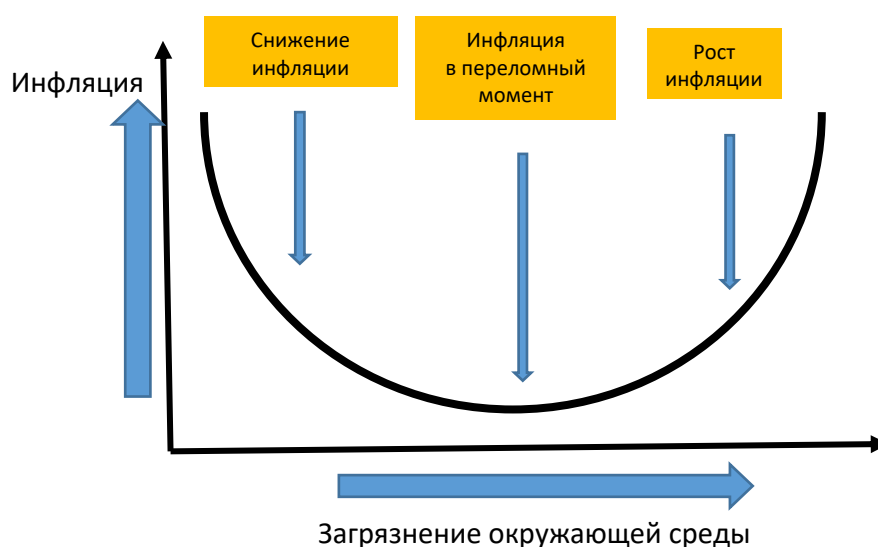 Снижение
инфляции
Инфляция
в переломный
момент
Рост
инфляции
Инфляция
Загрязнение окружающей среды